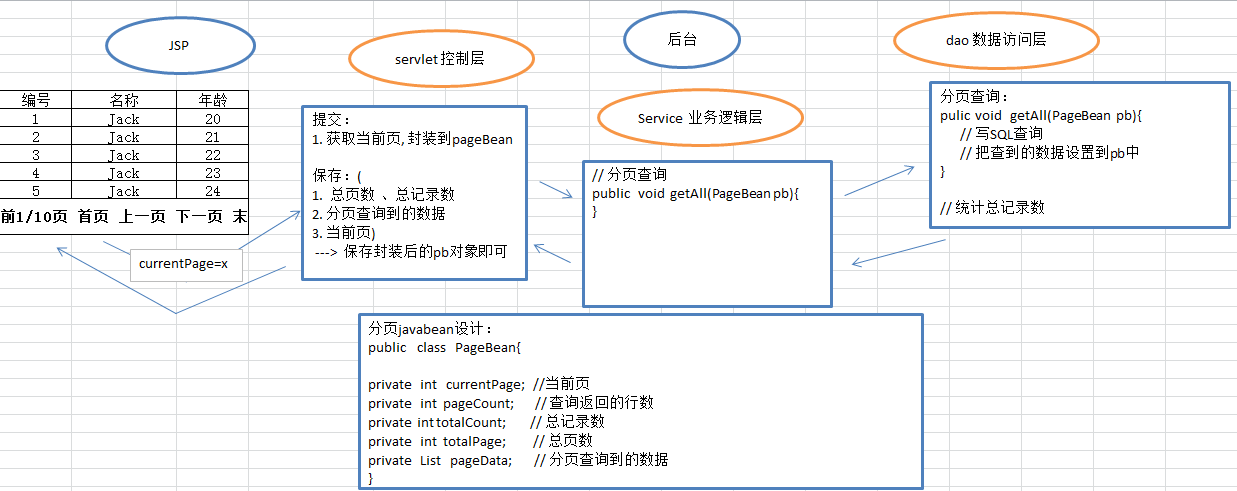 JSP
servlet 控制层
后台
dao 数据访问层
Service 业务逻辑层
编号 名称 年龄
1 Jack 20
2 Jack 21
3 Jack 22
4 Jack 23
5 Jack 24
前1/10页 首页 上一页 下一页 末
currentPage=x
提交：
1. 获取当前页, 封装到pageBean
保存：(
1. 总页数 、总记录数
2. 分页查询到的数据
3. 当前页)
---> 保存封装后的pb对象即可
// 分页查询
public void getAll(PageBean pb){
}
分页查询：
pulic void getAll(PageBean pb){
// 写SQL查询
// 把查到的数据设置到pb中
}
// 统计总记录数
分页javabean设计：
public class PageBean{
private int currentPage; //当前页
private int pageCount; // 查询返回的行数
private int totalCount; // 总记录数
private int totalPage; // 总页数
private List pageData; // 分页查询到的数据
}